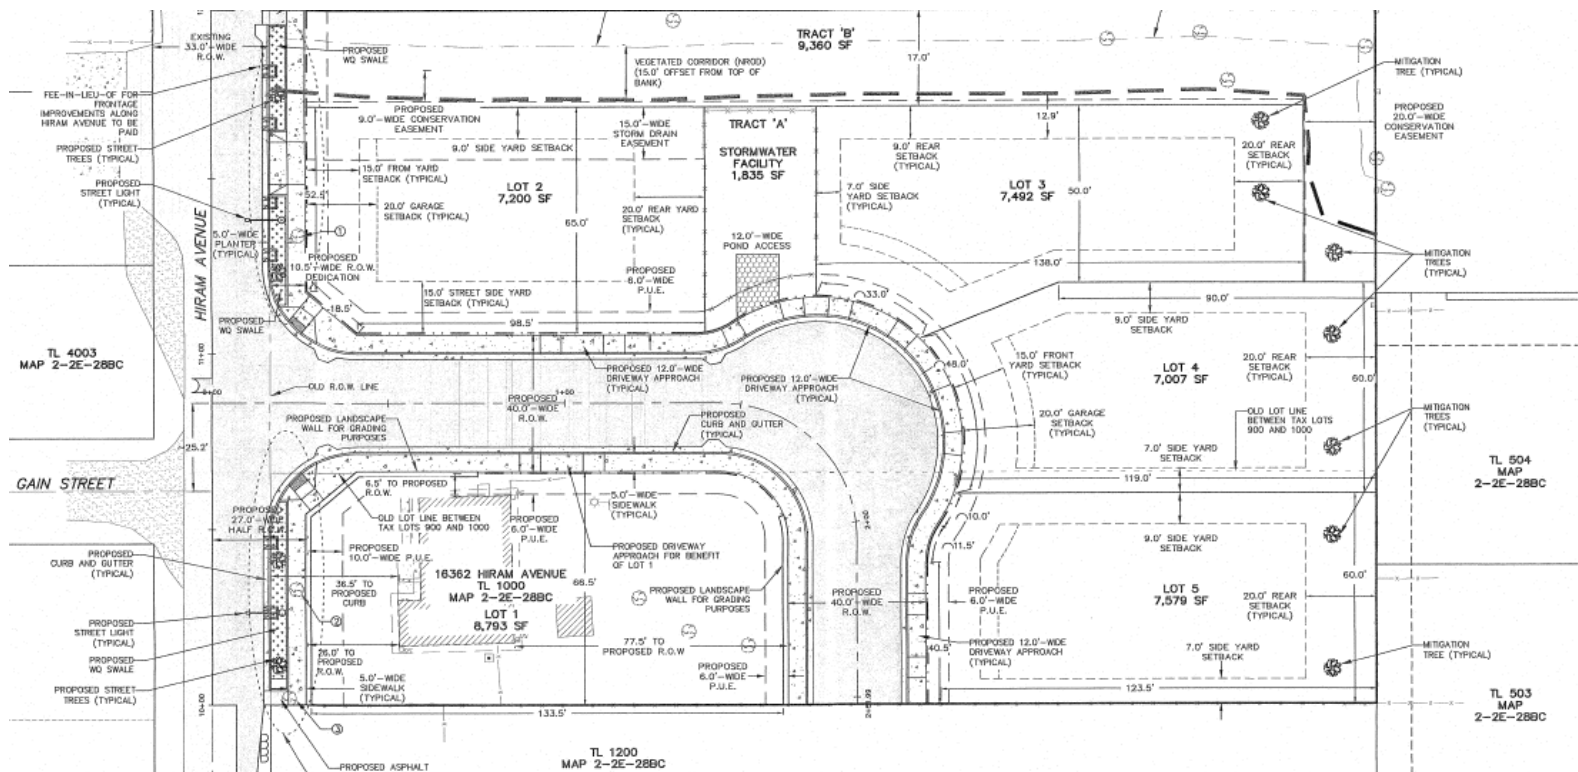 EXISTING
33.0'-WIDE
R.O.W.
PROPOSED
WQ SWALE
FEE-IN-LIEU-OF FOR
FRONTAGE
IMPROVEMENTS ALONG
HIRAM AVENUE TO BE
PAID
PROPOSED STREET
TREES (TYPICAL)
PROPOSED
STREET LIGHT
(TYPICAL)
5.0'-WIDE
PLANTER
(TYPICAL)
HIRAM AVENUE
PROPOSED
WQ SWALE
TL 4003
MAP 2-2E-28BC
GAIN STREET
TRACT 'B'
9,360 SF
VEGETATED CORRIDOR (NROD)
(15.0' OFFSET FROM TOP OF
BANK)
17.0'
PROPOSED
9.0'-WIDE CONSERVATION
EASEMENT
15.0'-WIDE
STORM DRAIN
EASEMENT
9.0' SIDE YARD SETBACK
15.0' FROM YARD
SETBACK (TYPICAL)
52.5'
LOT 2
7,200 SF
20.0' GARAGE
SETBACK (TYPICAL)
65.0'
20.0' REAR YARD
SETBACK
(TYPICAL)
1
PROPOSED
10.5'-WIDE R.O.W.
DEDICATION
PROPOSED
6.0'-WIDE
P.U.E.
15.0' STREET SIDE YARD
SETBACK (TYPICAL)
18.5'
98.5'
TRACT 'A'
STORMWATER
FACILITY
1,835 SF
12.0'-WIDE
POND ACCESS
12.9'
9.0' REAR
SETBACK
(TYPICAL)
7.0' SIDE
YARD SETBACK
(TYPICAL)
LOT 3
7,492 SF
50.0'
20.0' REAR
SETBACK
(TYPICAL)
138.0'
33.0'
MITIGATION
TREE (TYPICAL)
PROPOSED
20.0'-WIDE
CONSERVATION
EASEMENT
MITIGATION
TREES
(TYPICAL)
90.0'
9.0' SIDE YARD
SETBACK
15.0' FRONT
YARD SETBACK
(TYPICAL)
LOT 4
7,007 SF
20.0' REAR
SETBACK
(TYPICAL)
60.0'
48.0'
20.0' GARAGE
SETBACK
(TYPICAL)
OLD LOT LINE
BETWEEN TAX LOTS
900 AND 1000
7.0' SIDE YARD
SETBACK
119.0'
MITIGATION
TREES
(TYPICAL)
TL 504
MAP
2-2E-28BC
11+00
0+00
OLD R.O.W. LINE
1+00
PROPOSED 12.0'-WIDE
DRIVEWAY APPROACH
(TYPICAL)
PROPOSED 12.0'-WIDE
DRIVEWAY APPROACH
(TYPICAL)
PROPOSED
40.0'-WIDE
R.O.W.
PROPOSED LANDSCAPE
WALL FOR GRADING
PURPOSES
PROPOSED
CURB AND GUTTER
(TYPICAL)
25.2'
6.5' TO PROPOSED
R.O.W.
PROPOSED
27.0'-WIDE
HALF R.O.W.
OLD LOT LINE BETWEEN
TAX LOTS 900 AND 1000
PROPOSED
6.0'-WIDE
P.U.E.
5.0'-WIDE
SIDEWALK
(TYPICAL)
2+00
10.0'
11.5'
PROPOSED
CURB AND GUTTER
(TYPICAL)
PROPOSED
10.0'-WIDE P.U.E.
PROPOSED DRIVEWAY
APPROACH FOR BENEFIT
OF LOT 1
36.5' TO
PROPOSED
CURB
16362 HIRAM AVENUE
TL 1000
MAP 2-2E-28BC
LOT 1
8,793 SF
66.5'
PROPOSED LANDSCAPE
WALL FOR GRADING
PURPOSES
PROPOSED
40.0'-WIDE
R.O.W.
PROPOSED
6.0'-WIDE
P.U.E.
9.0' SIDE YARD
SETBACK
LOT 5
7,579 SF
20.0' REAR
SETBACK
(TYPICAL)
60.0'
PROPOSED
STREET LIGHT
(TYPICAL)
2
PROPOSED
WQ SWALE
26.0' TO
PROPOSED
R.O.W.
77.5' TO
PROPOSED R.O.W
PROPOSED
6.0'-WIDE
P.U.E.
40.5'
PROPOSED 12.0'-WIDE
DRIVEWAY APPROACH
(TYPICAL)
7.0' SIDE YARD
SETBACK
MITIGATION
TREE (TYPICAL)
PROPOSED STREET
TREES (TYPICAL)
5.0'-WIDE
SIDEWALK
(TYPICAL)
123.5'
TL 503
MAP
2-2E-28BC
10+00
3
133.5'
TL 1200
MAP 2-2E-28BC
PROPOSED ASPHALT